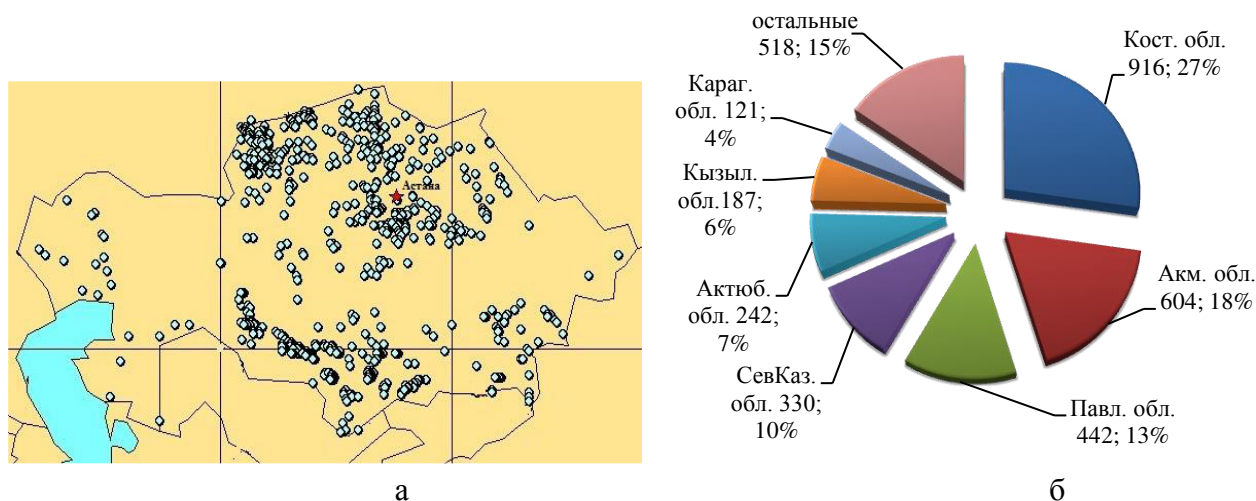 Астана
остальные
518; 15%
Кост. обл.
916; 27%
Караг.
обл. 121;
4%
Кызыл.
обл.187;
6%
Актюб.
обл. 242;
7%
СевКаз.
обл. 330;
10%
Павл. обл.
442; 13%
Акм. обл.
604; 18%
а
б